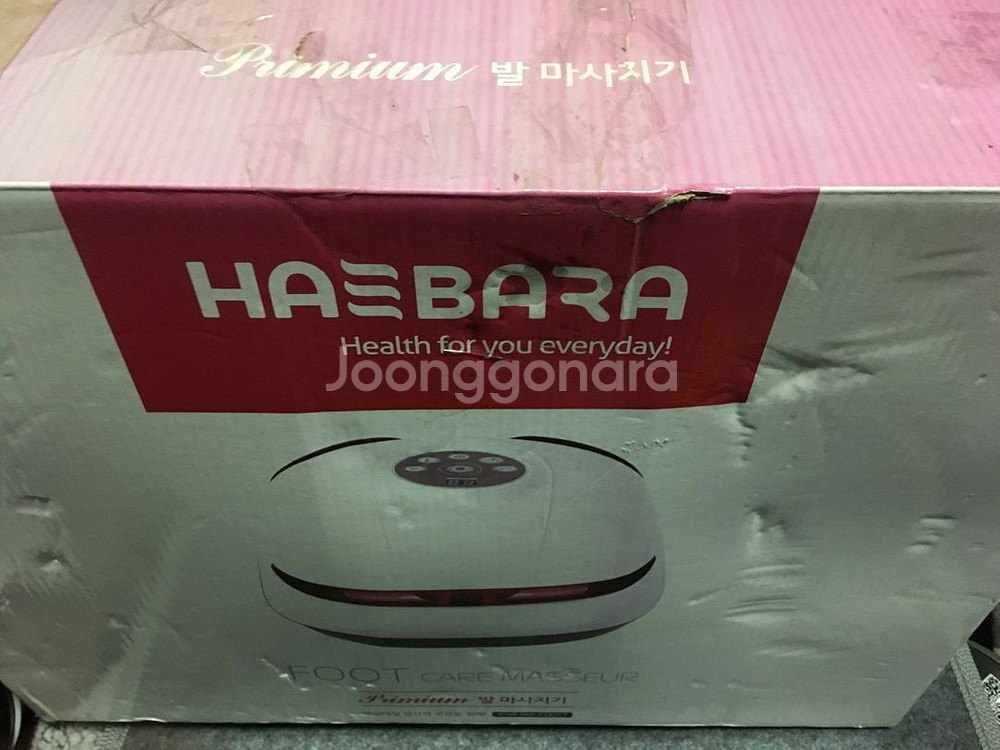 Primium 발 마사지기
HAEBARA
Health for you everyday!
Joonggonara
FOOT CARE MASSEUR
Primium 발 마사지기